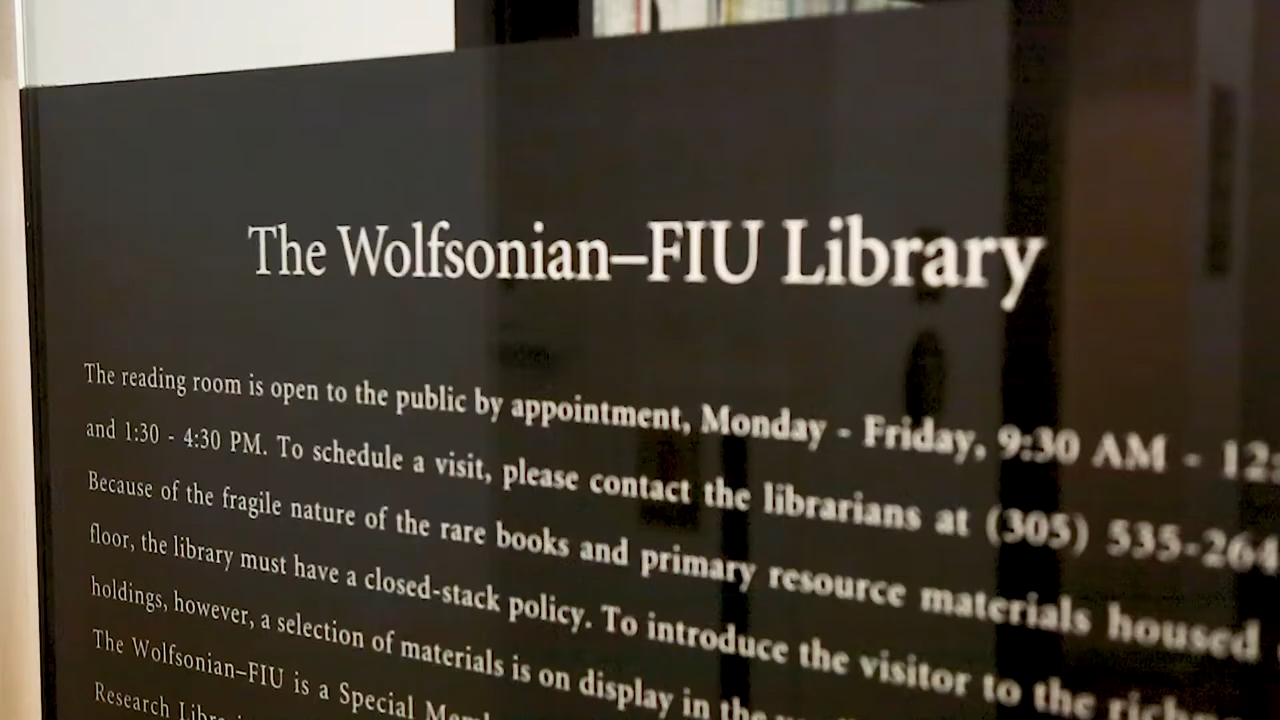 The Wolfsonian–FIU Library
The reading room is open to the public by appointment, Monday - Friday, 9:30 AM - 12:
and 1:30 - 4:30 PM. To schedule a visit, please contact the librarians at (305) 535-264
Because of the fragile nature of the rare books and primary resource materials housed
floor, the library must have a closed-stack policy. To introduce the visitor to the
holdings, however, a selection of materials is on display in the
The Wolfsonian–FIU is a Special
Research